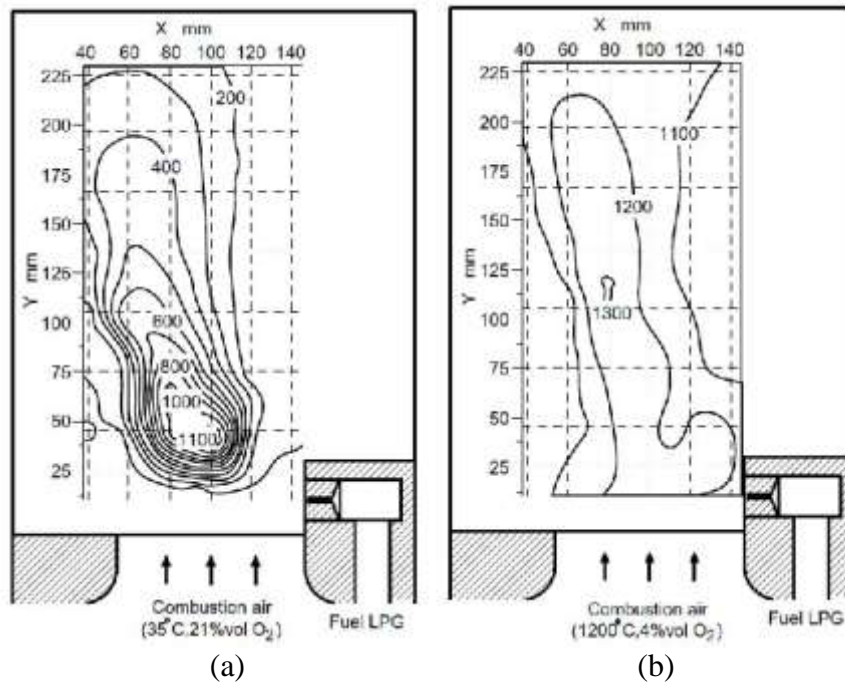 X mm
40 60 80 100 120 140
Y mm
225
200
175
150
125
100
75
50
25
200
400
600
800
1000
1100
Combustion air
(35°C,21%vol O2)
Fuel LPG
(a)
X mm
40 60 80 100 120 140
Y mm
225
200
175
150
125
100
75
50
25
1100
1200
1300
Combustion air
(1200°C,4%vol O2)
Fuel LPG
(b)